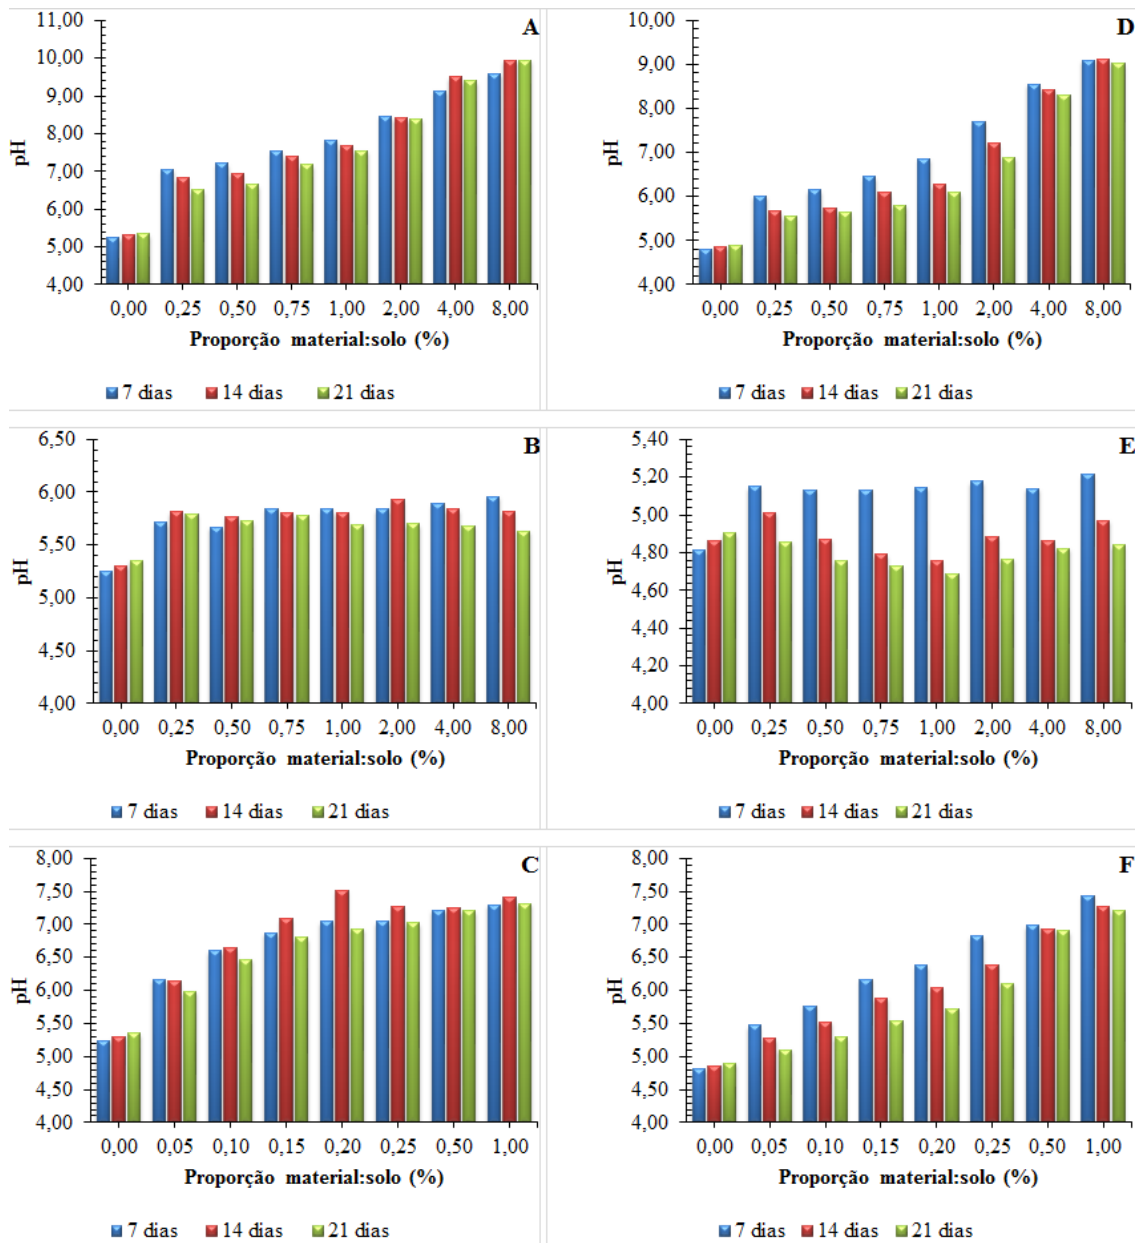 A
11,00
10,00
9,00
8,00
7,00
6,00
5,00
4,00
pH
0,00 0,25 0,50 0,75 1,00 2,00 4,00 8,00
Proporção material:solo (%)
7 dias 14 dias 21 dias
D
10,00
9,00
8,00
7,00
6,00
5,00
4,00
pH
0,00 0,25 0,50 0,75 1,00 2,00 4,00 8,00
Proporção material:solo (%)
7 dias 14 dias 21 dias
B
6,50
6,00
5,50
5,00
4,50
4,00
pH
0,00 0,25 0,50 0,75 1,00 2,00 4,00 8,00
Proporção material:solo (%)
7 dias 14 dias 21 dias
E
5,40
5,20
5,00
4,80
4,60
4,40
4,20
4,00
pH
0,00 0,25 0,50 0,75 1,00 2,00 4,00 8,00
Proporção material:solo (%)
7 dias 14 dias 21 dias
C
8,00
7,50
7,00
6,50
6,00
5,50
5,00
4,50
4,00
pH
0,00 0,05 0,10 0,15 0,20 0,25 0,50 1,00
Proporção material:solo (%)
7 dias 14 dias 21 dias
F
8,00
7,50
7,00
6,50
6,00
5,50
5,00
4,50
4,00
pH
0,00 0,05 0,10 0,15 0,20 0,25 0,50 1,00
Proporção material:solo (%)
7 dias 14 dias 21 dias